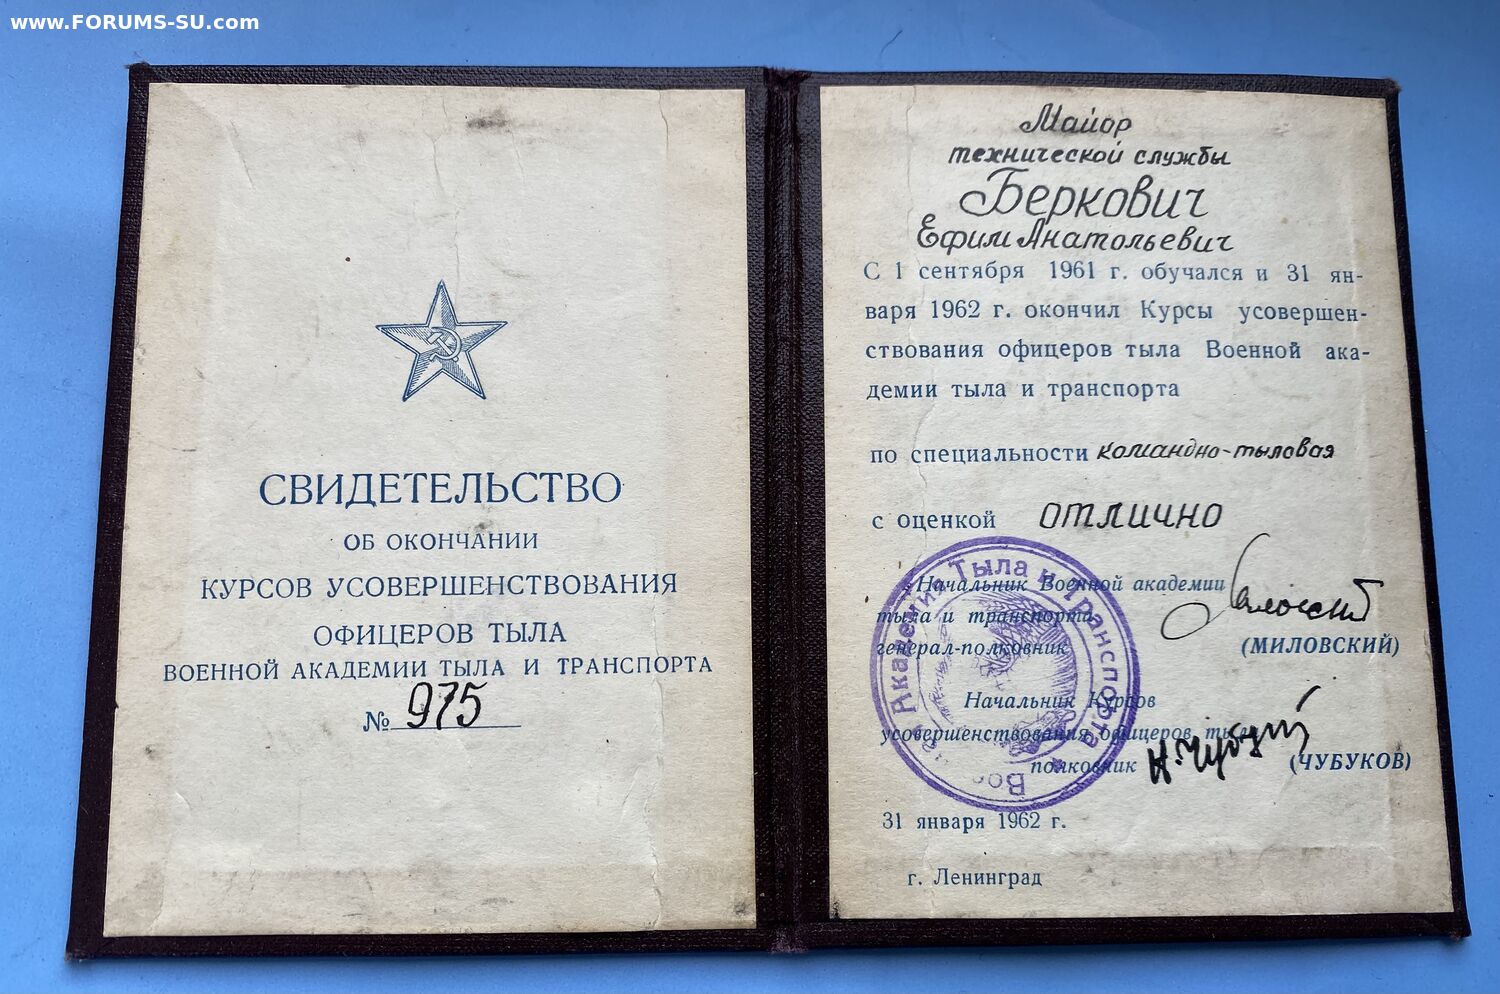 www.FORUMS-SU.com
СВИДЕТЕЛЬСТВО
ОБ ОКОНЧАНИИ
КУРСОВ УСОВЕРШЕНСТВОВАНИЯ
ОФИЦЕРОВ ТЫЛА
ВОЕННОЙ АКАДЕМИИ ТЫЛА И ТРАНСПОРТА
№ 975
Майор
технической службы
Беркович
Ефим Анатольевич
С 1 сентября 1961 г. обучался и 31 ян-
варя 1962 г. окончил Курсы усовершен-
ствования офицеров тыла Военной ака-
демии тыла и транспорта
по специальности командно-тыловая
с оценкой отлично
Начальник Военной академии
тыла и транспорта
генерал-полковник
(МИЛОВСКИЙ)
Начальник Курсов
усовершенствования офицеров тыла
полковник
(ЧУБУКОВ)
Академия Тыла и Транспорта
31 января 1962 г.
г. Ленинград